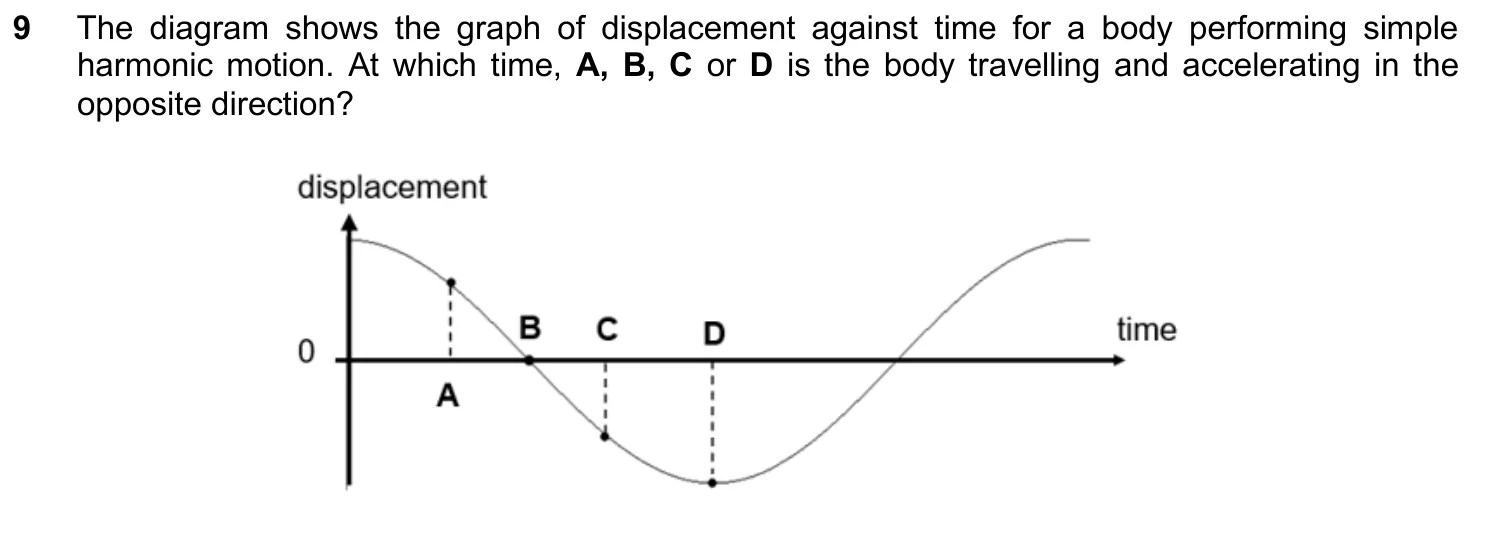 9 The diagram shows the graph of displacement against time for a body performing simple
harmonic motion. At which time, A, B, C or D is the body travelling and accelerating in the
opposite direction?
displacement
B C D time
0
A